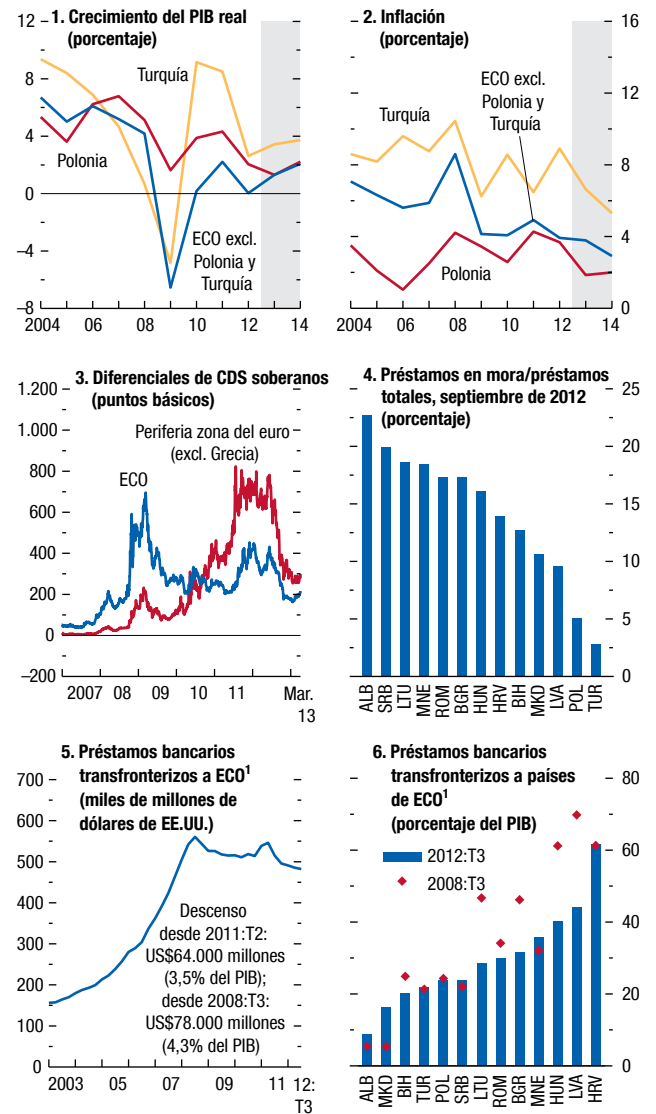 1. Crecimiento del PIB real
(porcentaje)
12
8
4
0
–4
–8
Turquía
Polonia
ECO excl.
Polonia y
Turquía
2004 06 08 10 12 14
2. Inflación
(porcentaje)
16
12
8
4
0
ECO excl.
Polonia y
Turquía
Turquía
Polonia
2004 06 08 10 12 14
3. Diferenciales de CDS soberanos
(puntos básicos)
1.200
1.000
800
600
400
200
0
–200
Periferia zona del euro
(excl. Grecia)
ECO
2007 08 09 10 11 Mar.
13
4. Préstamos en mora/préstamos
totales, septiembre de 2012
(porcentaje)
25
20
15
10
5
0
ALB SRB LTU MNE ROM BGR HUN HRV BIH MKD LVA POL TUR
5. Préstamos bancarios
transfronterizos a ECO¹
(miles de millones de
dólares de EE.UU.)
700
600
500
400
300
200
100
0
Descenso
desde 2011:T2:
US$64.000 millones
(3,5% del PIB);
desde 2008:T3:
US$78.000 millones
(4,3% del PIB)
2003 05 07 09 11 12:
T3
6. Préstamos bancarios
transfronterizos a países
de ECO¹
(porcentaje del PIB)
80
60
40
20
0
2012:T3
2008:T3
ALB MKD BIH TUR POL SRB LTU ROM BGR MNE HUN LVA HRV